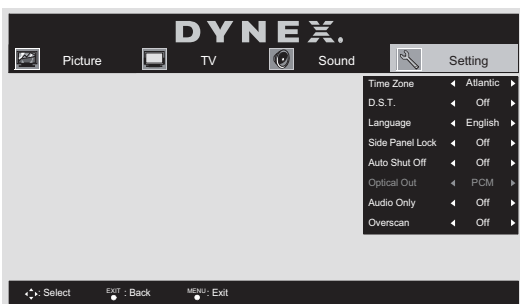 DYNEX.
Picture TV Sound Setting
Time Zone Atlantic
D.S.T. Off
Language English
Side Panel Lock Off
Auto Shut Off Off
Optical Out PCM
Audio Only Off
Overscan Off
: Select EXIT : Back MENU : Exit